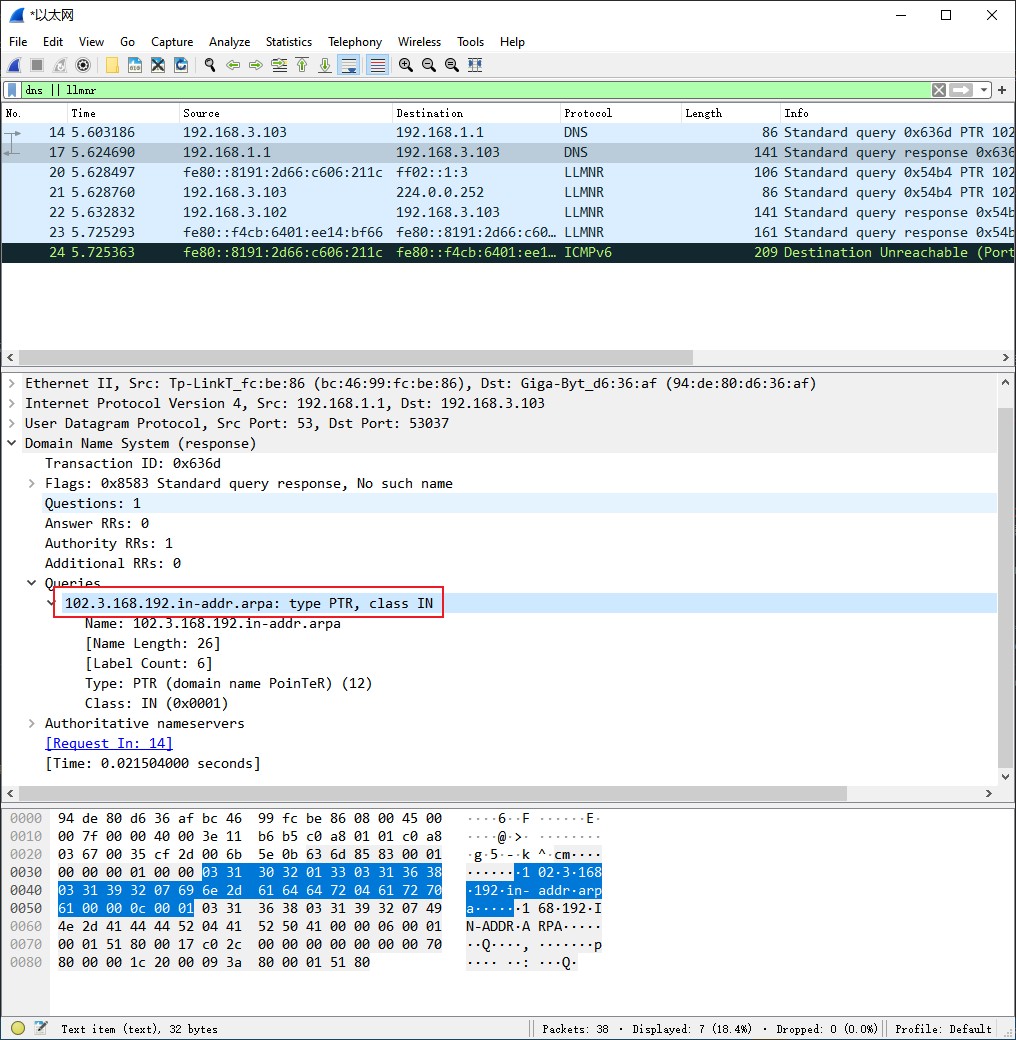 *以太网
File Edit View Go Capture Analyze Statistics Telephony Wireless Tools Help
dns || llmnr
No. Time Source Destination Protocol Length Info
14 5.603186 192.168.3.103 192.168.1.1 DNS 86 Standard query 0x636d PTR 102
17 5.624690 192.168.1.1 192.168.3.103 DNS 141 Standard query response 0x636
20 5.628497 fe80::8191:2d66:c606:211c ff02::1:3 LLMNR 106 Standard query 0x54b4 PTR 102
21 5.628760 192.168.3.103 224.0.0.252 LLMNR 86 Standard query 0x54b4 PTR 102
22 5.632832 192.168.3.102 192.168.3.103 LLMNR 141 Standard query response 0x54b
23 5.725293 fe80::f4cb:6401:ee14:bf66 fe80::8191:2d66:c60… LLMNR 161 Standard query response 0x54b
24 5.725363 fe80::8191:2d66:c606:211c fe80::f4cb:6401:ee1… ICMPv6 209 Destination Unreachable (Port
Ethernet II, Src: Tp-LinkT_fc:be:86 (bc:46:99:fc:be:86), Dst: Giga-Byt_d6:36:af (94:de:80:d6:36:af)
Internet Protocol Version 4, Src: 192.168.1.1, Dst: 192.168.3.103
User Datagram Protocol, Src Port: 53, Dst Port: 53037
Domain Name System (response)
Transaction ID: 0x636d
Flags: 0x8583 Standard query response, No such name
Questions: 1
Answer RRs: 0
Authority RRs: 1
Additional RRs: 0
Queries
102.3.168.192.in-addr.arpa: type PTR, class IN
Name: 102.3.168.192.in-addr.arpa
[Name Length: 26]
[Label Count: 6]
Type: PTR (domain name PoinTeR) (12)
Class: IN (0x0001)
Authoritative nameservers
[Request In: 14]
[Time: 0.021504000 seconds]
0000 94 de 80 d6 36 af bc 46 99 fc be 86 08 00 45 00 ····6··F ······E·
0010 00 7f 00 00 40 00 3e 11 b6 b5 c0 a8 01 01 c0 a8 ····@·>· ········
0020 03 67 00 35 cf 2d 00 6b 5e 0b 63 6d 85 83 00 01 ·g·5·-·k ^·cm····
0030 00 00 00 01 00 00 03 31 30 32 01 33 03 31 36 38 ·······1 02·3·168
0040 03 31 39 32 07 69 6e 2d 61 64 64 72 04 61 72 70 ·192·in- addr·arp
0050 61 00 00 0c 00 01 03 31 36 38 03 31 39 32 07 49 a······1 68·192·I
0060 4e 2d 41 44 44 52 04 41 52 50 41 00 00 06 00 01 N-ADDR·A RPA·····
0070 00 01 51 80 00 17 c0 2c 00 00 00 00 00 00 00 70 ··Q····, ·······p
0080 80 00 00 1c 20 00 09 3a 80 00 01 51 80 ···· ··: ···Q·
Text item (text), 32 bytes Packets: 38 · Displayed: 7 (18.4%) · Dropped: 0 (0.0%) Profile: Default